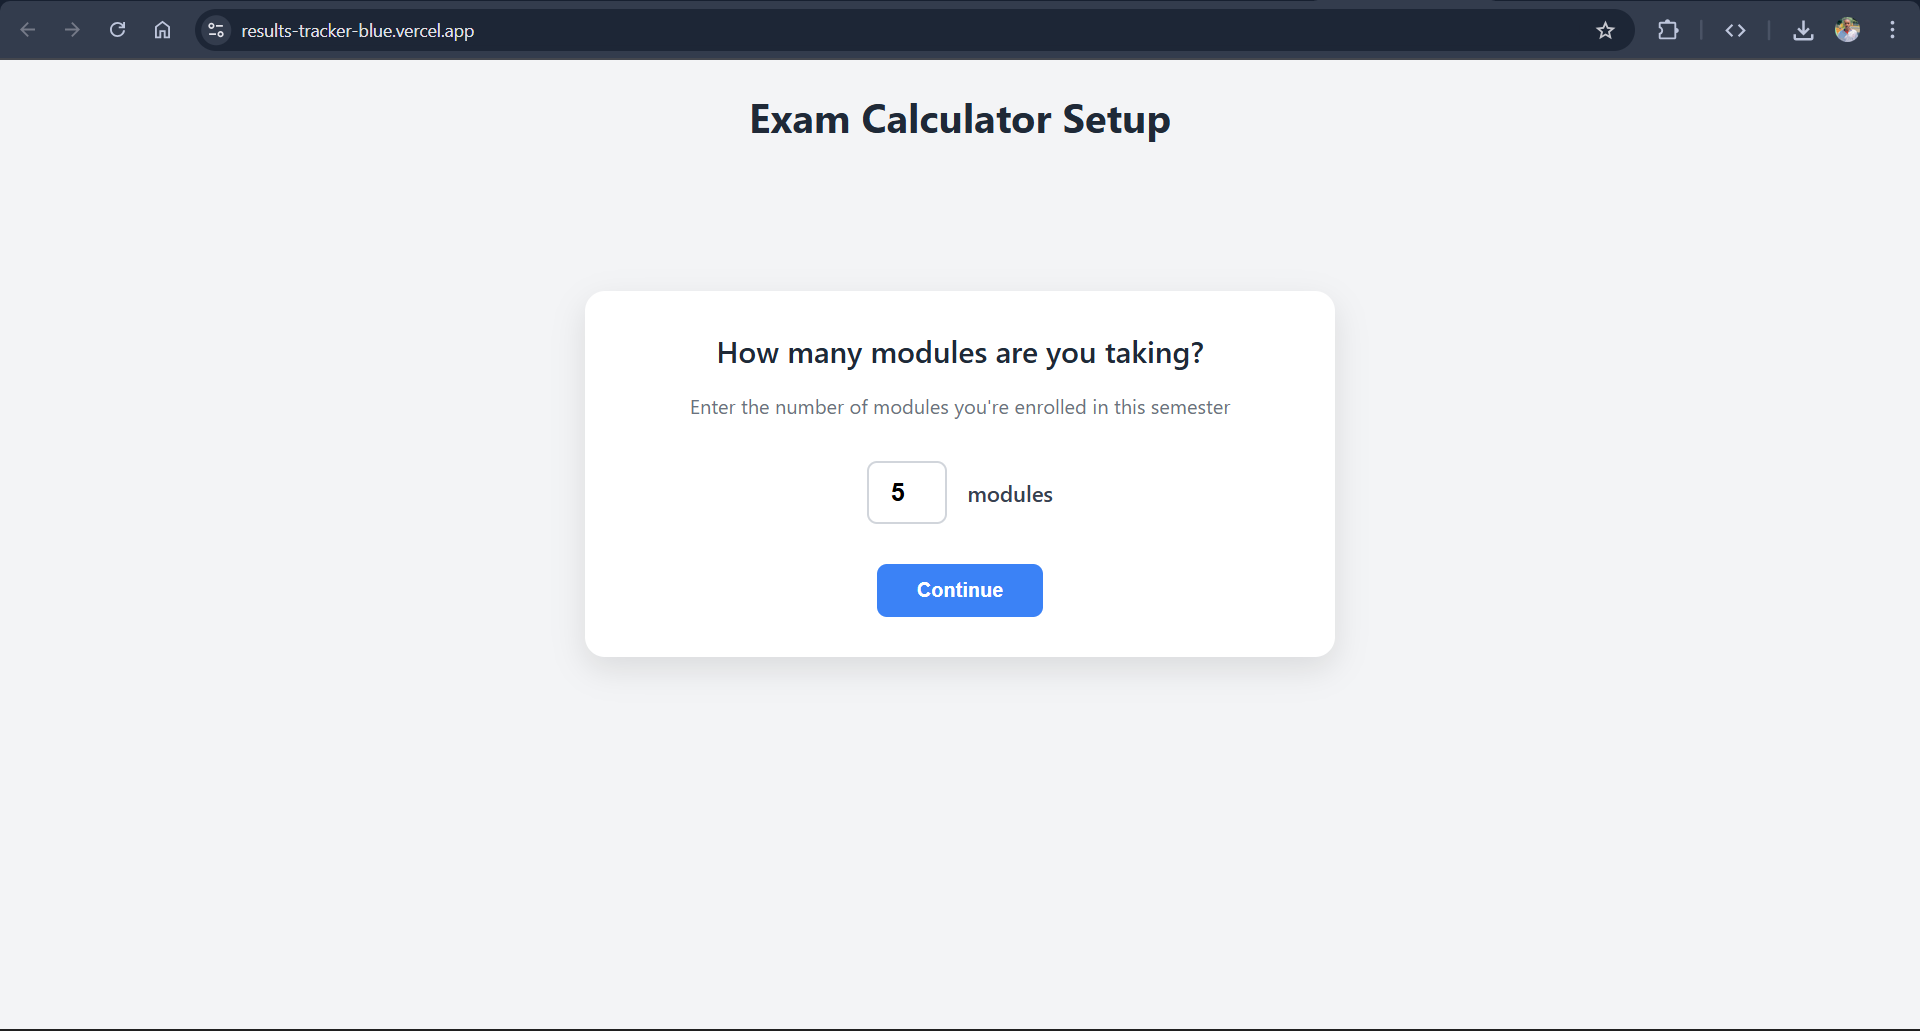 results-tracker-blue.vercel.app
Exam Calculator Setup
How many modules are you taking?
Enter the number of modules you're enrolled in this semester
5 modules
Continue